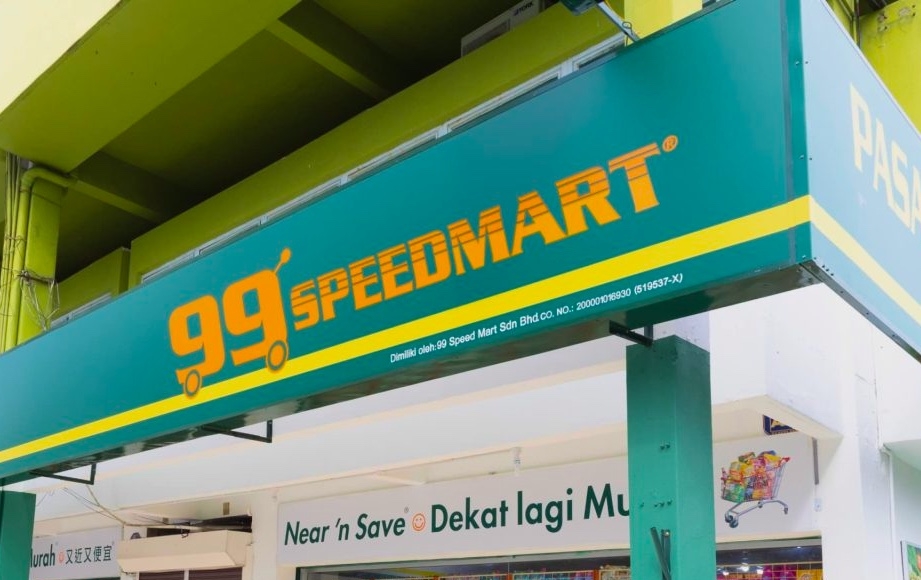 99 SPEEDMART®
Dimiliki oleh:99 Speed Mart Sdn Bhd.CO. NO.: 200001016930 (519537-X)
Near 'n Save Dekat lagi
又近又便宜